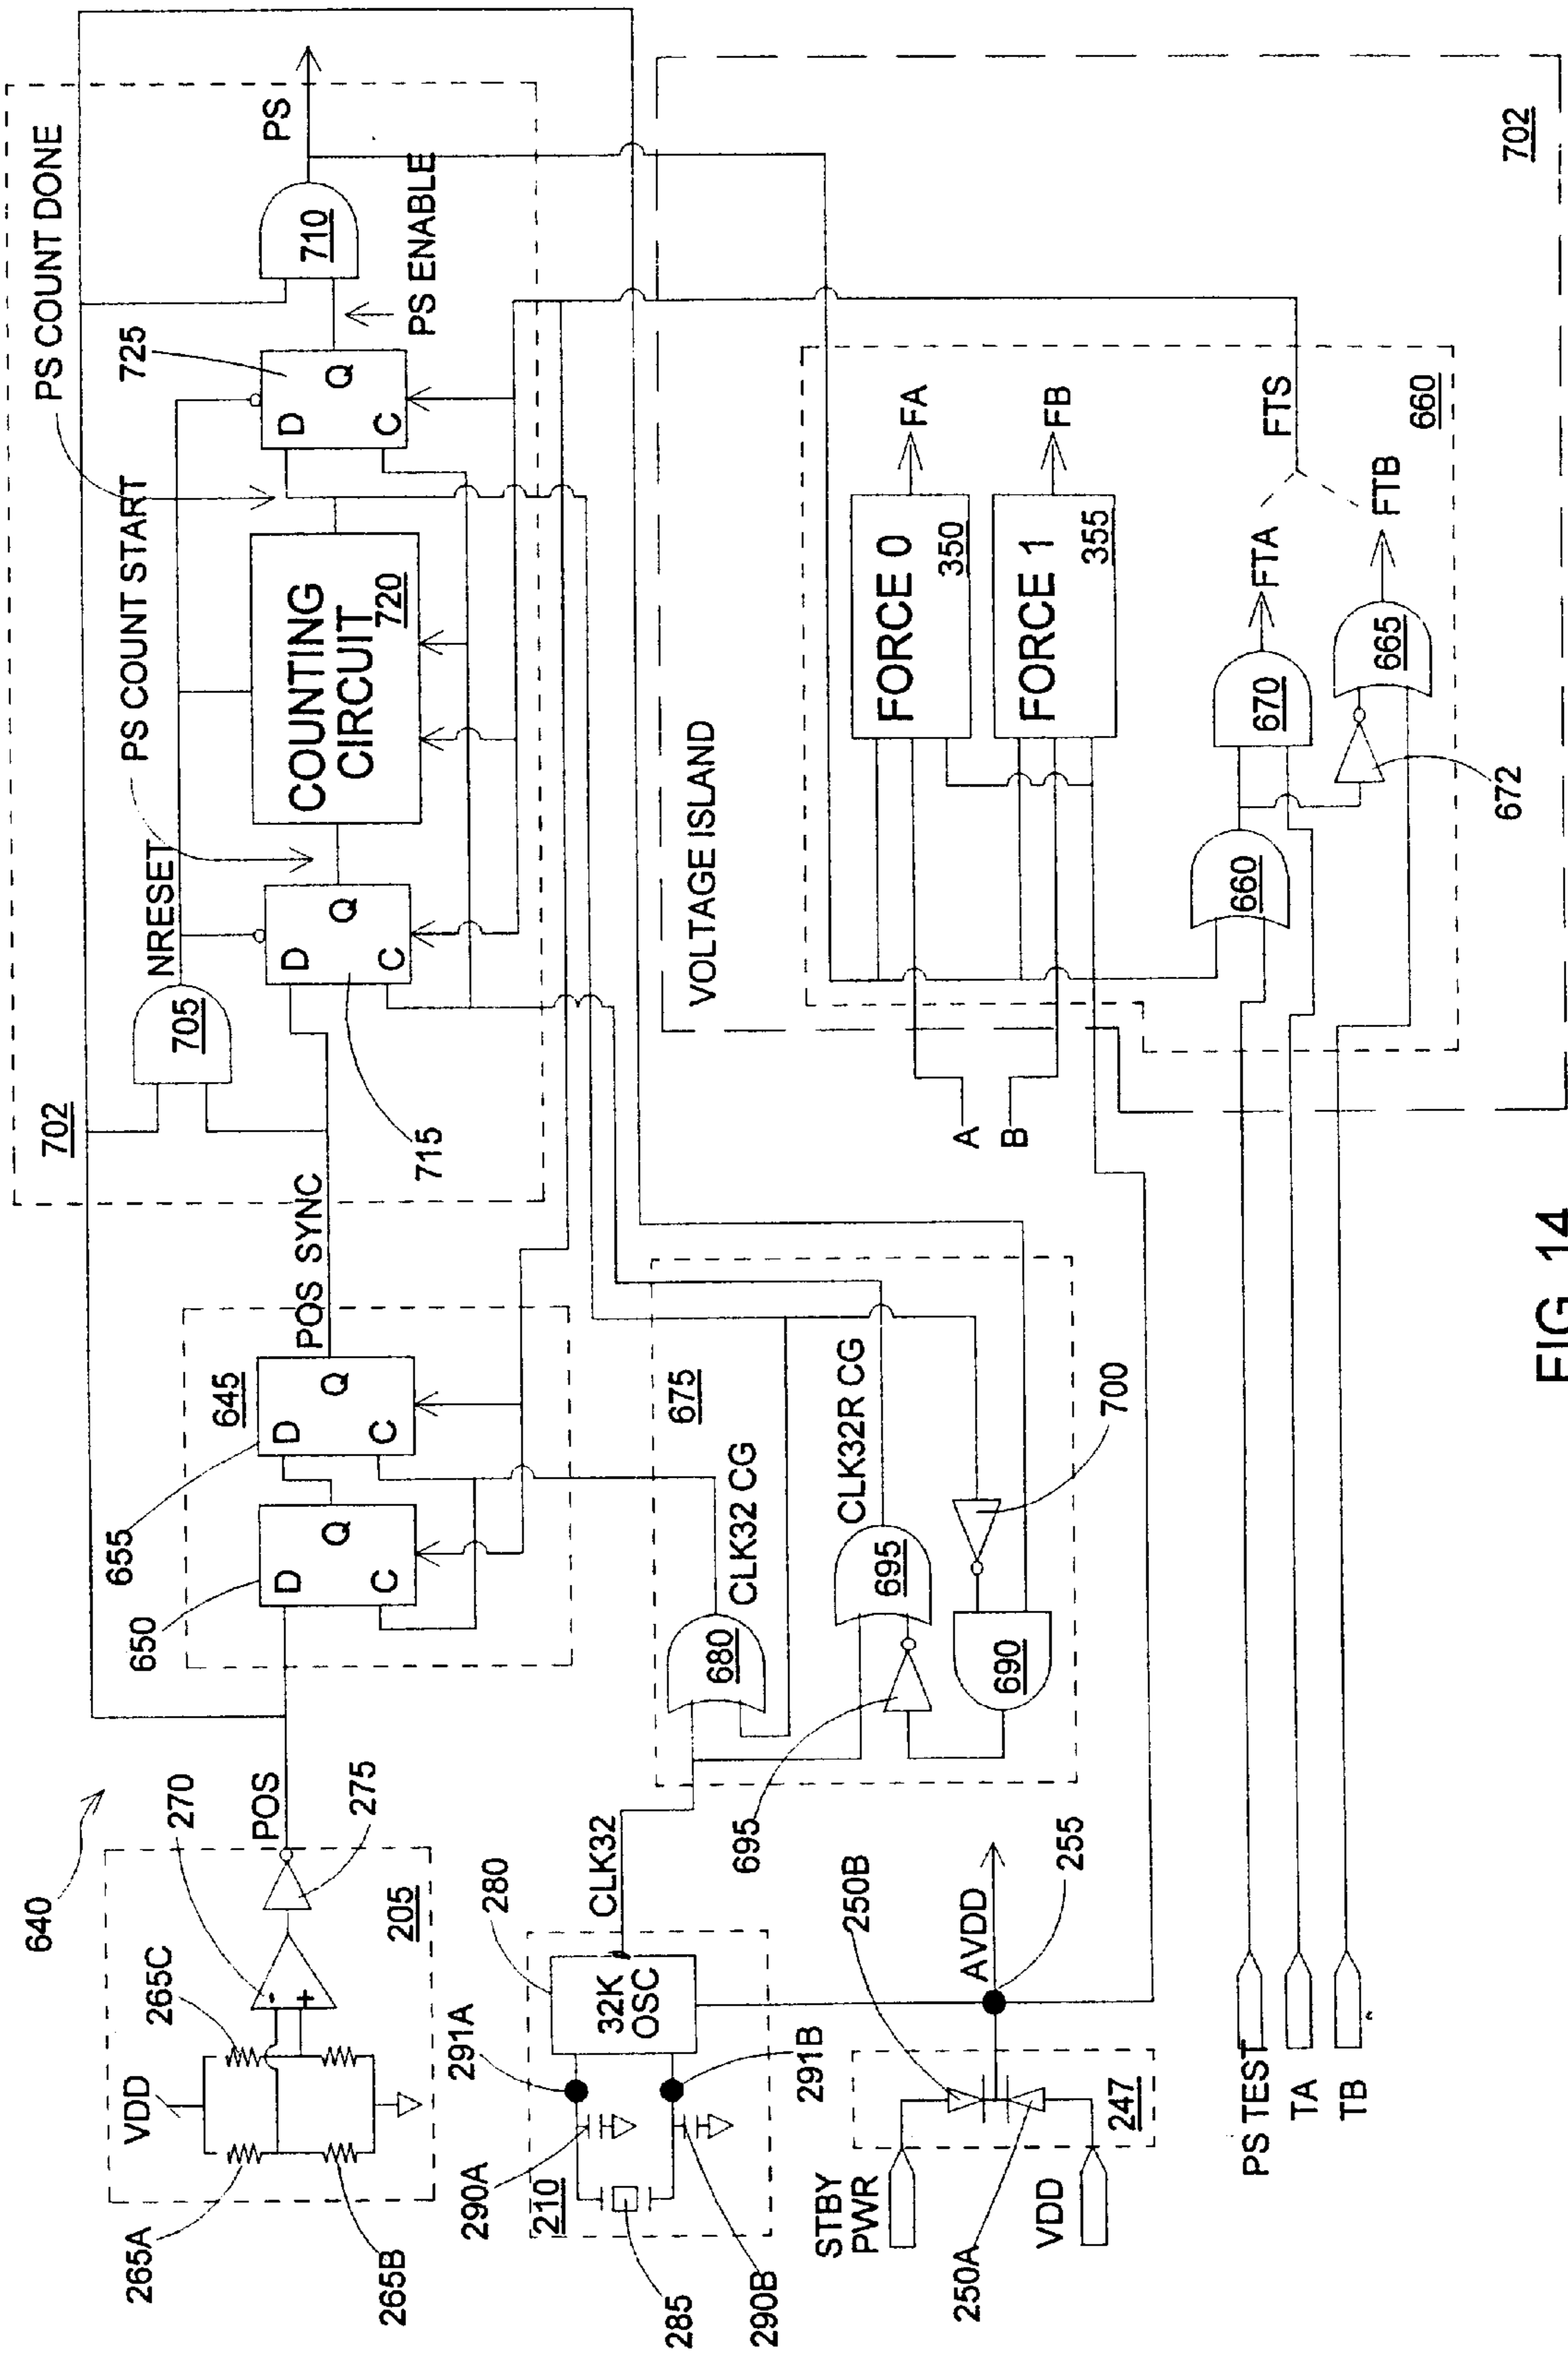 640
VDD
265A
265B
265C
270
275
205
POS
650
655
645
D
Q
C
D
Q
C
POS SYNC
702
705
NRESET
D
Q
C
715
PS COUNT START
COUNTING
CIRCUIT
720
PS COUNT DONE
725
D
Q
C
PS ENABLE
710
PS
210
285
290A
290B
291A
291B
280
32K
OSC
CLK32
675
680
CLK32 CG
695
695
CLK32R CG
690
700
STBY
PWR
VDD
250A
250B
247
AVDD
255
VOLTAGE ISLAND
A
B
FORCE 0
350
FA
FORCE 1
355
FB
660
670
FTA
672
665
FTB
FTS
660
702
PS TEST
TA
TB
FIG. 14